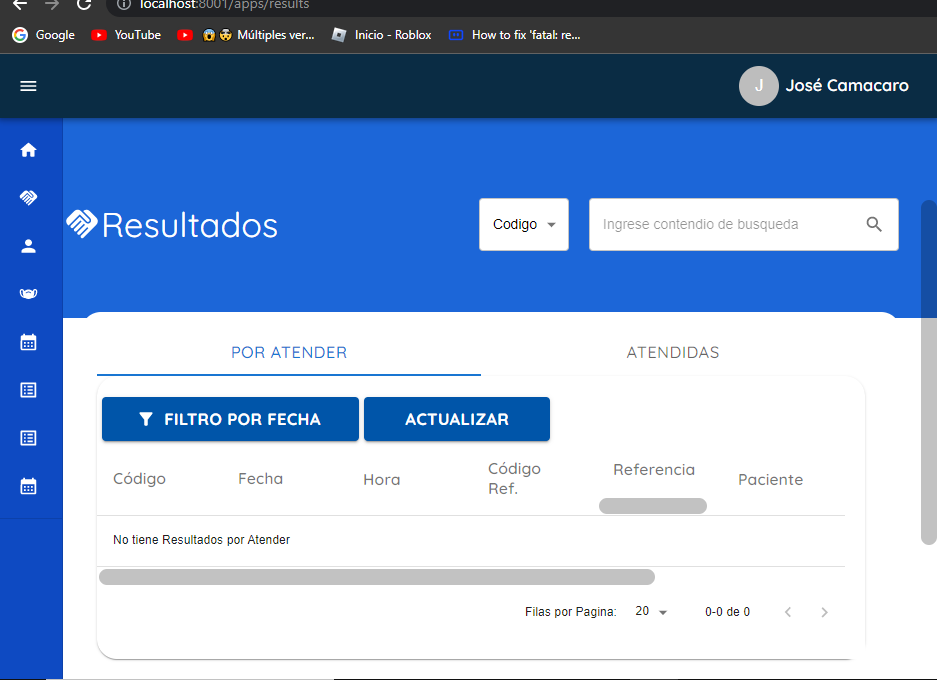 localhost:8001/apps/results
Google YouTube 😱🤯 Múltiples ver... Inicio - Roblox How to fix 'fatal: re...
J José Camacaro
Resultados
Codigo
Ingrese contendio de busqueda
POR ATENDER ATENDIDAS
FILTRO POR FECHA ACTUALIZAR
Código Fecha Hora Código Ref. Referencia Paciente
No tiene Resultados por Atender
Filas por Pagina: 20 0-0 de 0